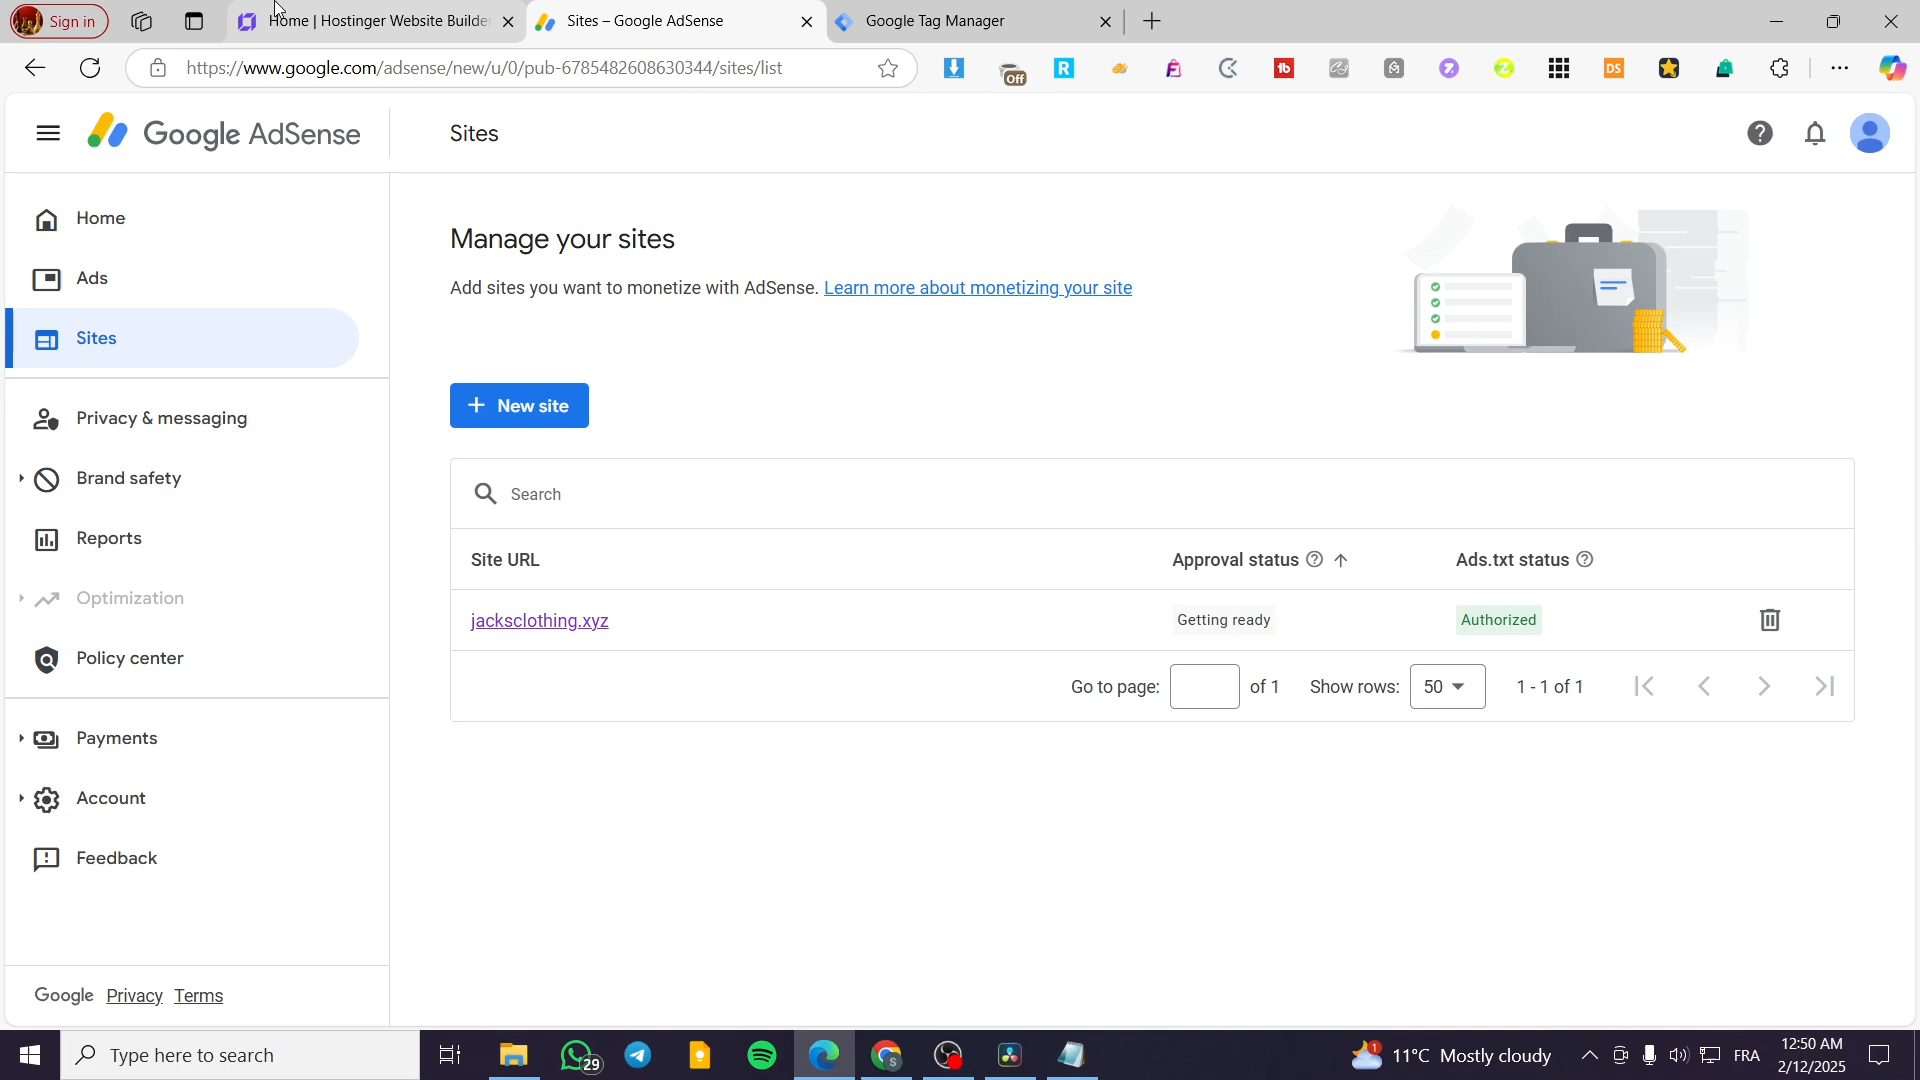 Sign in
Home | Hostinger Website Builder
Sites – Google AdSense
Google Tag Manager
https://www.google.com/adsense/new/u/0/pub-6785482608630344/sites/list
Off
R
tb
DS
Google AdSense
Sites
Home
Ads
Sites
Privacy & messaging
Brand safety
Reports
Optimization
Policy center
Payments
Account
Feedback
Google Privacy Terms
Manage your sites
Add sites you want to monetize with AdSense. Learn more about monetizing your site
+ New site
Search
Site URL
Approval status
Ads.txt status
jacksclothing.xyz
Getting ready
Authorized
Go to page:
of 1
Show rows:
50
1 - 1 of 1
Type here to search
29
S
1
11°C Mostly cloudy
FRA
12:50 AM
2/12/2025